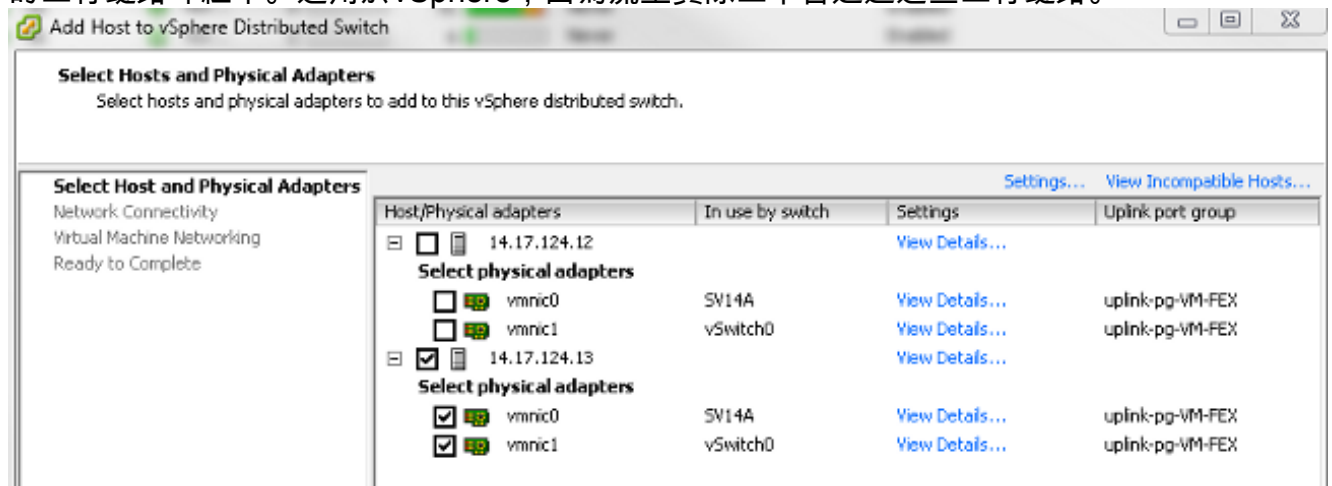 vSphere，
Add Host to vSphere Distributed Switch
Select Hosts and Physical Adapters
Select hosts and physical adapters to add to this vSphere distributed switch.
Select Host and Physical Adapters
Network Connectivity
Virtual Machine Networking
Ready to Complete
Settings... View Incompatible Hosts...
Host/Physical adapters In use by switch Settings Uplink port group
14.17.124.12 View Details...
Select physical adapters
vmnic0 SV14A View Details... uplink-pg-VM-FEX
vmnic1 vSwitch0 View Details... uplink-pg-VM-FEX
14.17.124.13 View Details...
Select physical adapters
vmnic0 SV14A View Details... uplink-pg-VM-FEX
vmnic1 vSwitch0 View Details... uplink-pg-VM-FEX